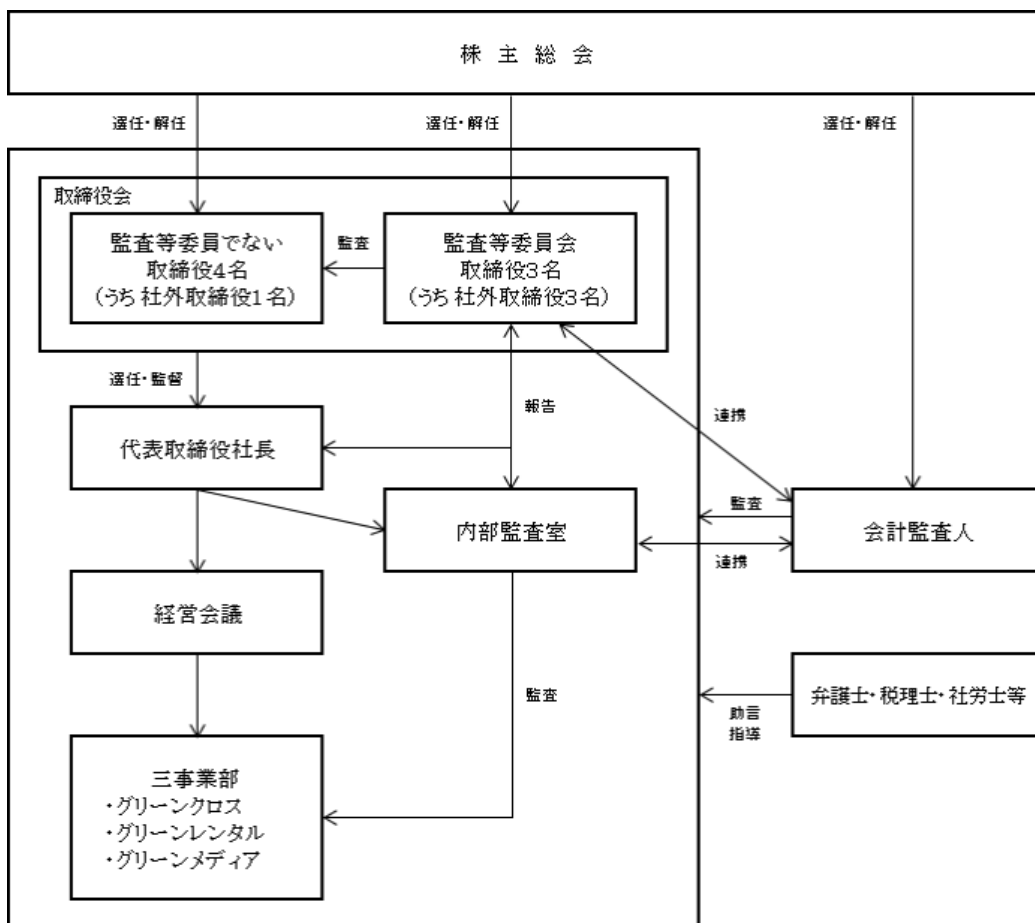 株主総会
選任・解任
選任・解任
選任・解任
取締役会
監査等委員でない
取締役4名
(うち社外取締役1名)
監査
監査等委員会
取締役3名
(うち社外取締役3名)
選任・監督
報告
連携
代表取締役社長
内部監査室
監査
連携
会計監査人
経営会議
監査
助言
指導
弁護士・税理士・社労士等
三事業部
・グリーンクロス
・グリーンレンタル
・グリーンメディア